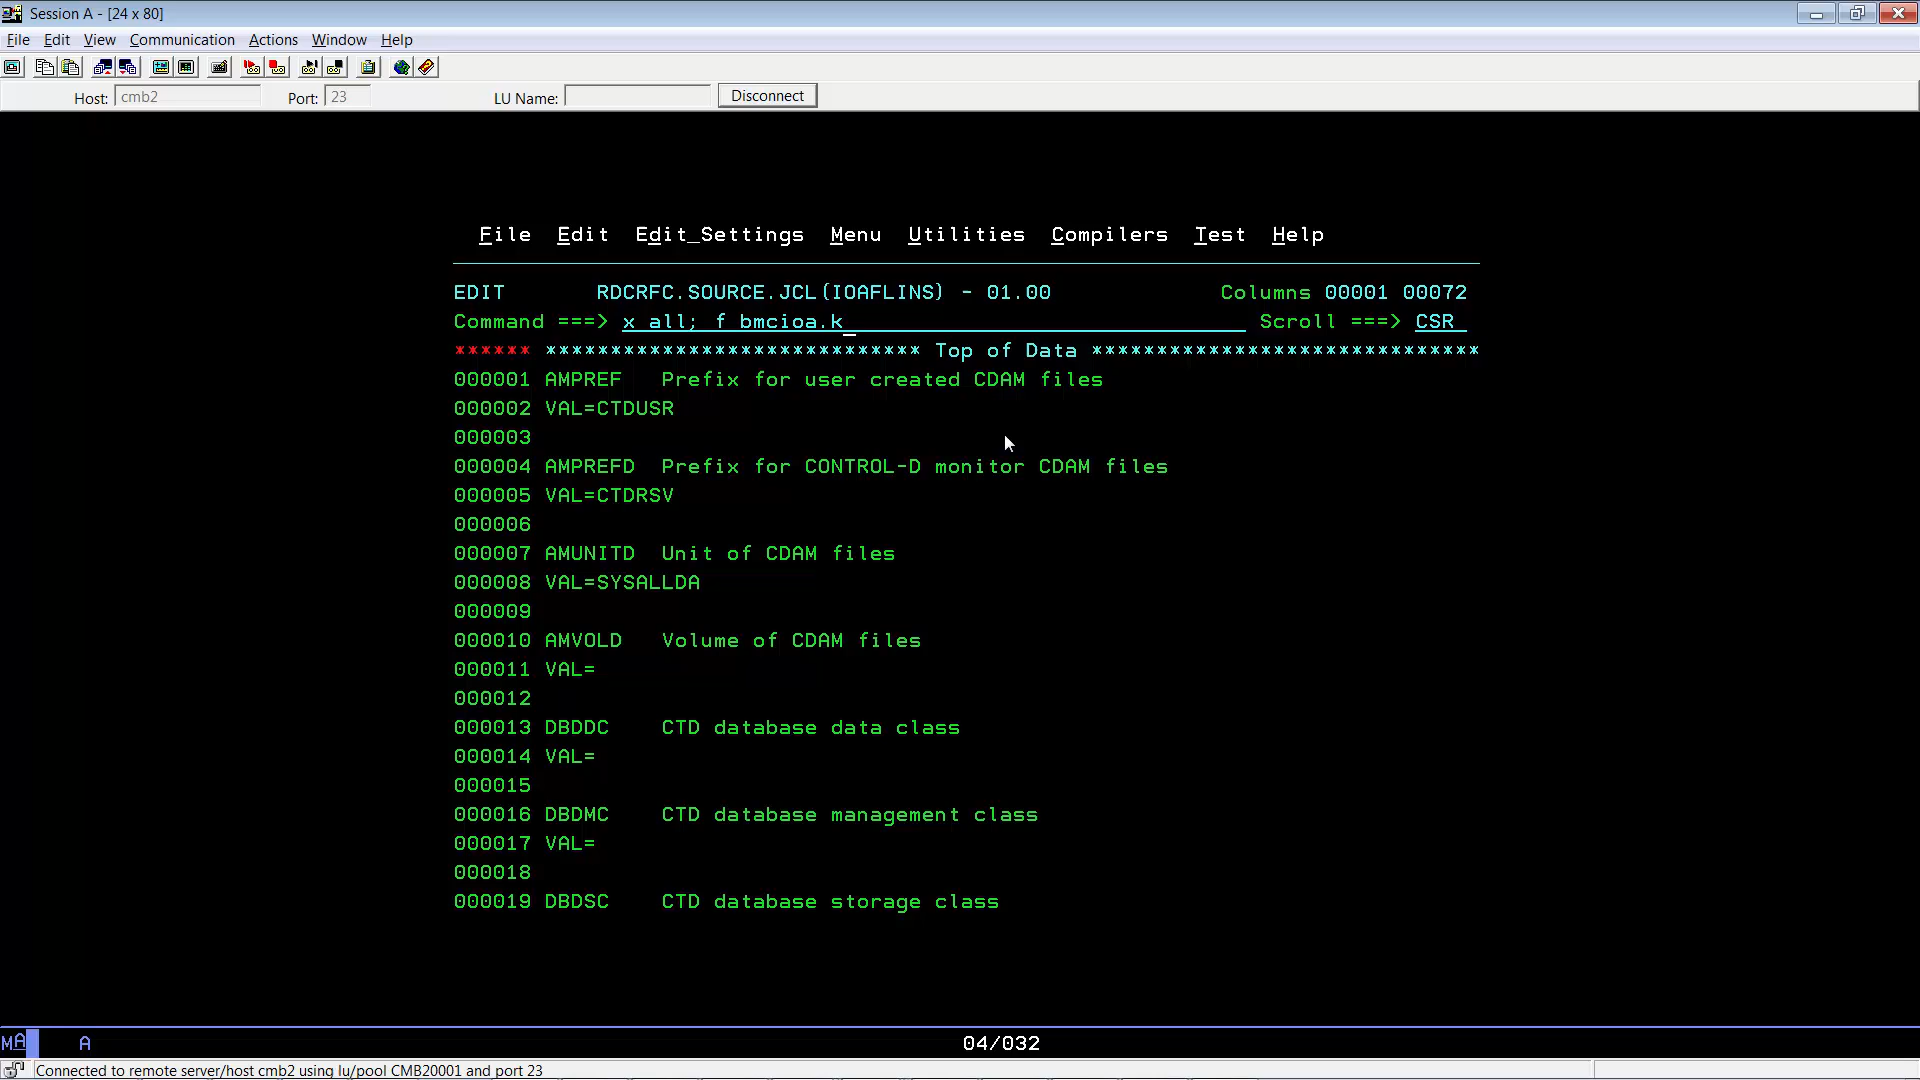 Session A - [24 x 80]
File Edit View Communication Actions Window Help
Host: cmb2 Port: 23 LU Name: Disconnect
File Edit Edit_Settings Menu Utilities Compilers Test Help
EDIT RDCRFC.SOURCE.JCL(IOAFLINS) - 01.00 Columns 00001 00072
Command ===> x all; f bmcioa.k_ Scroll ===> CSR
****** ***************************** Top of Data ******************************
000001 AMPREF Prefix for user created CDAM files
000002 VAL=CTDUSR
000003
000004 AMPREFD Prefix for CONTROL-D monitor CDAM files
000005 VAL=CTDRSV
000006
000007 AMUNITD Unit of CDAM files
000008 VAL=SYSALLDA
000009
000010 AMVOLD Volume of CDAM files
000011 VAL=
000012
000013 DBDDC CTD database data class
000014 VAL=
000015
000016 DBDMC CTD database management class
000017 VAL=
000018
000019 DBDSC CTD database storage class
MA A 04/032
Connected to remote server/host cmb2 using lu/pool CMB20001 and port 23